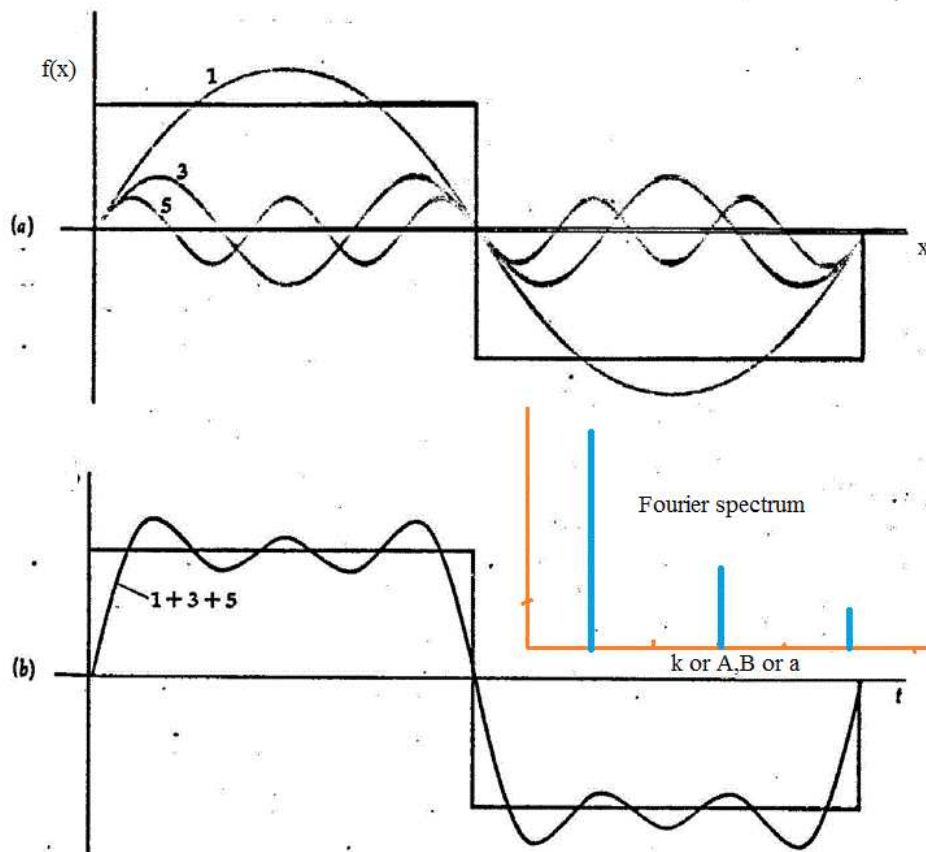 f(x)
1
3
5
(a)
x
Fourier spectrum
1+3+5
k or A,B or a
(b)
t